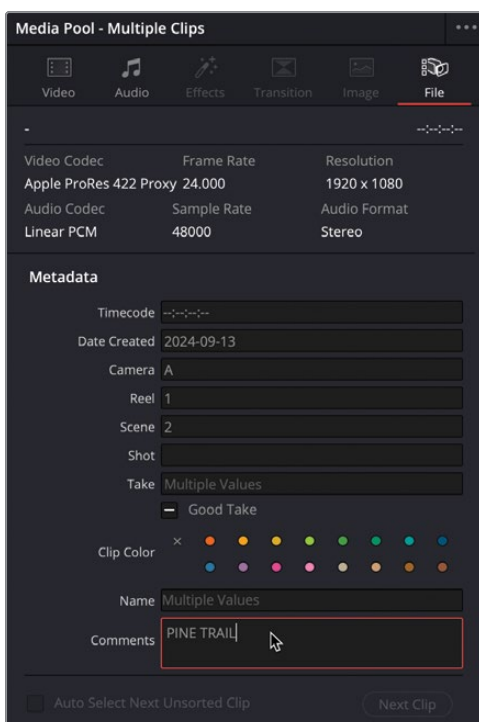 Media Pool - Multiple Clips
Video Audio Effects Transition Image File
- --:--:--:--
Video Codec Frame Rate Resolution
Apple ProRes 422 Proxy 24.000 1920 x 1080
Audio Codec Sample Rate Audio Format
Linear PCM 48000 Stereo
Metadata
Timecode --:--:--:--
Date Created 2024-09-13
Camera A
Reel 1
Scene 2
Shot
Take Multiple Values
Good Take
Clip Color
Name Multiple Values
Comments PINE TRAIL
Auto Select Next Unsorted Clip Next Clip